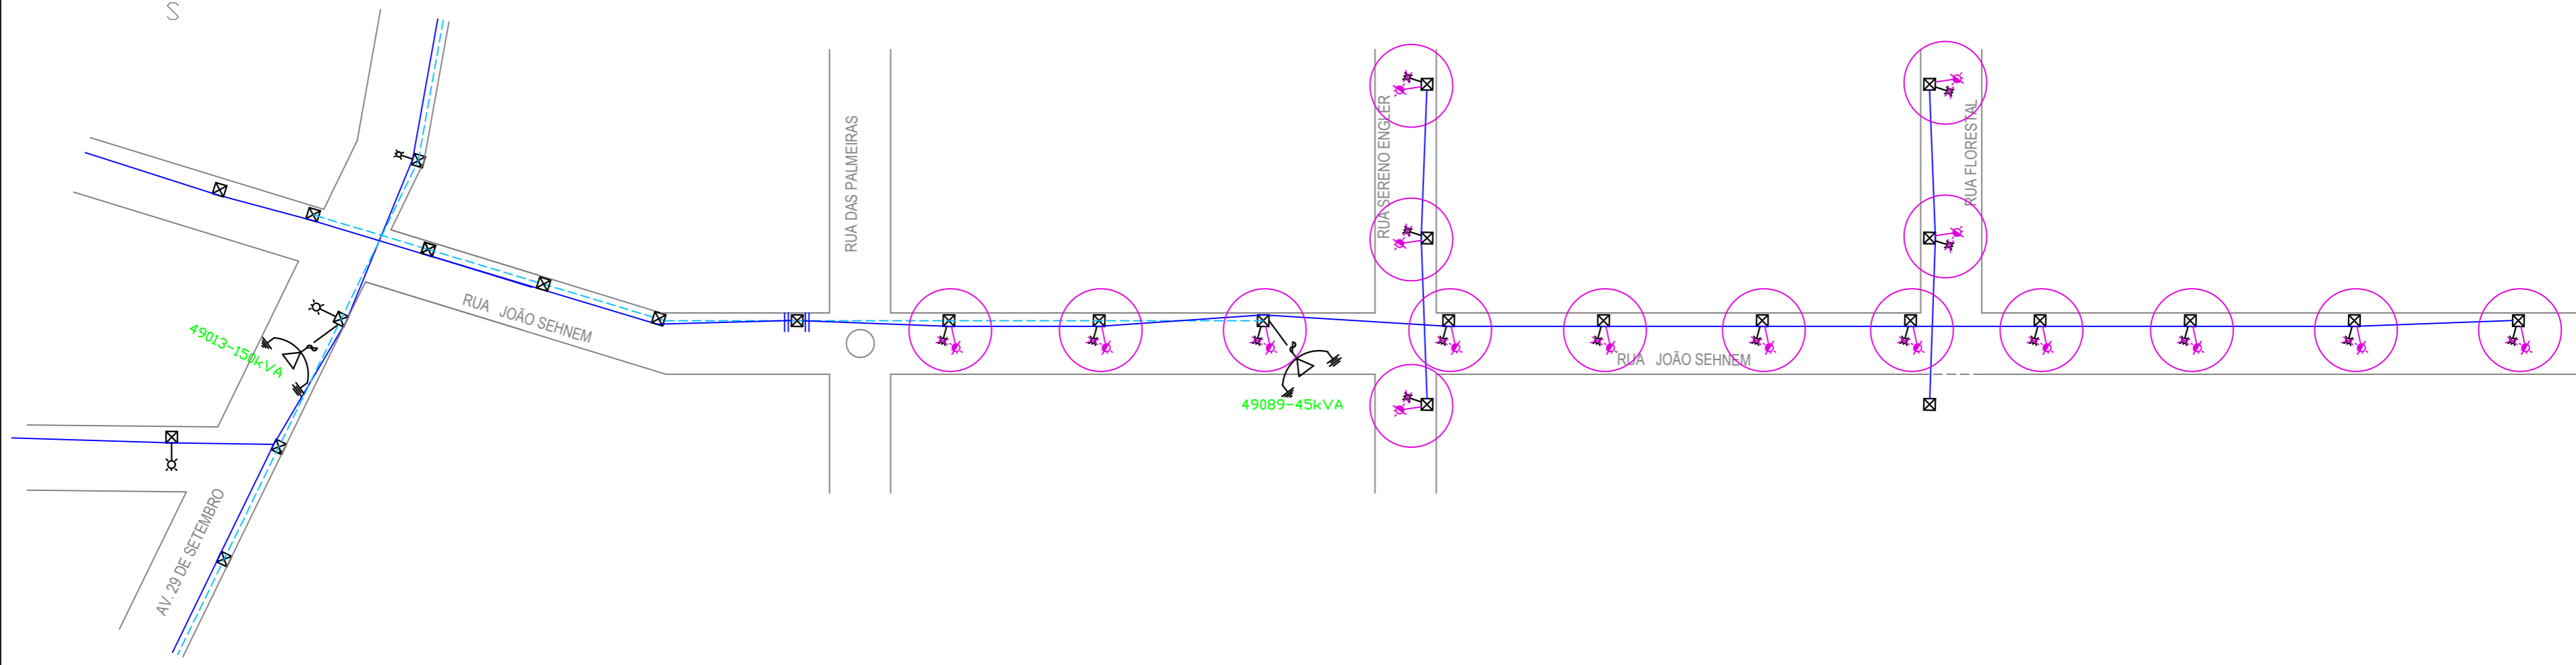 S
RUA DAS PALMEIRAS
RUA SERENO ENGLER
RUA FLORESTAL
RUA JOÃO SEHNEM
49013-150kVA
RUA JOÃO SEHNEM
49089-45kVA
AV. 29 DE SETEMBRO